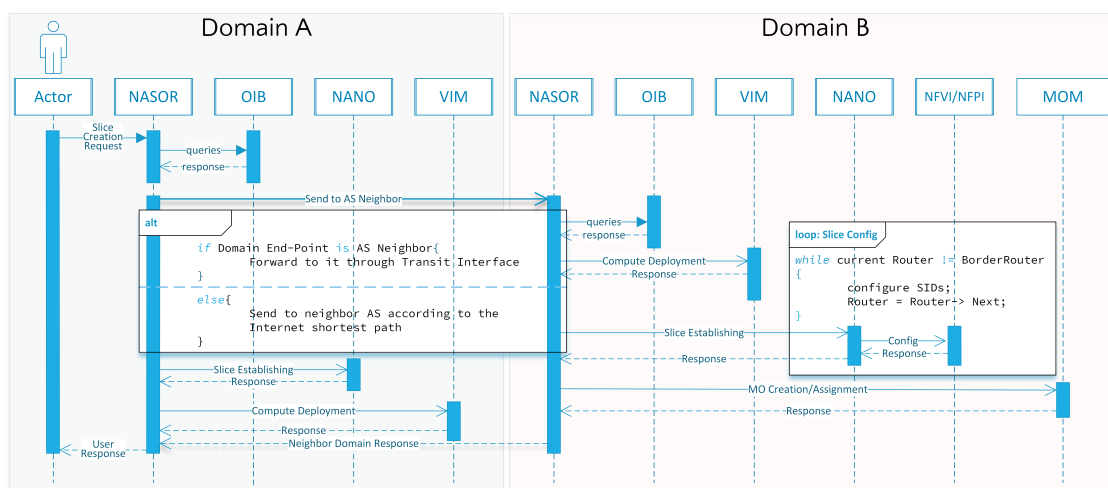 Domain A
Domain B
Actor
NASOR
OIB
NANO
VIM
NASOR
OIB
VIM
NANO
NFVI/NFPI
MOM
Slice
Creation
Request
queries
response
Send to AS Neighbor
alt
if Domain End-Point is AS Neighbor{
Forward to it through Transit Interface
}
else{
Send to neighbor AS according to the
Internet shortest path
}
queries
response
Compute Deployment
Response
loop: Slice Config
while current Router != BorderRouter
{
configure SIDs;
Router = Router-> Next;
}
Slice Establishing
Config
Response
Response
Slice Establishing
Response
MO Creation/Assignment
Response
Compute Deployment
Response
Neighbor Domain Response
User
Response